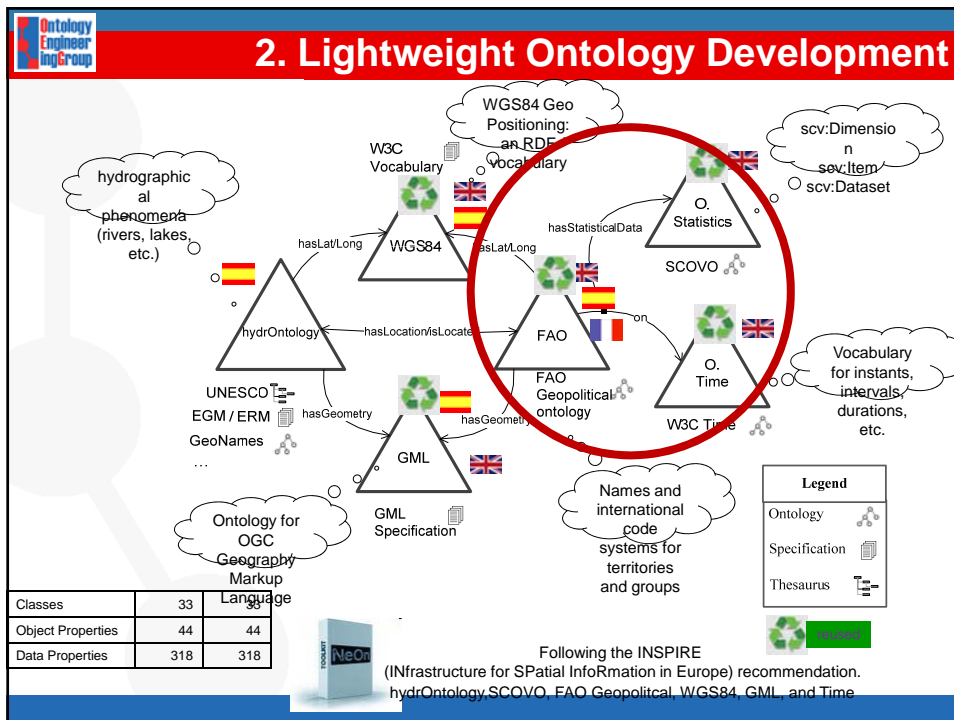 Ontology
Engineer
ingGroup
2. Lightweight Ontology Development
WGS84 Geo
Positioning:
an RDF
vocabulary
W3C
Vocabulary
scv:Dimensio
n
scv:Item
scv:Dataset
hydrographic
al
phenomena
(rivers, lakes,
etc.)
hasLat/Long
WGS84
hasLat/Long
hasStatisticalData
O.
Statistics
SCOVO
hydrOntology
hasLocation/isLocated
FAO
on
O.
Time
Vocabulary
for instants,
intervals,
durations,
etc.
UNESCO
EGM / ERM
GeoNames
…
hasGeometry
hasGeometry
FAO
Geopolitical
ontology
W3C Time
GML
GML
Specification
Ontology for
OGC
Geography
Markup
Language
Names and
international
code
systems for
territories
and groups
Legend
Ontology
Specification
Thesaurus
reused
Classes 33 33
Object Properties 44 44
Data Properties 318 318
TOOLKIT
NeOn
Following the INSPIRE
(INfrastructure for SPatial InfoRmation in Europe) recommendation.
hydrOntology,SCOVO, FAO Geopolitcal, WGS84, GML, and Time